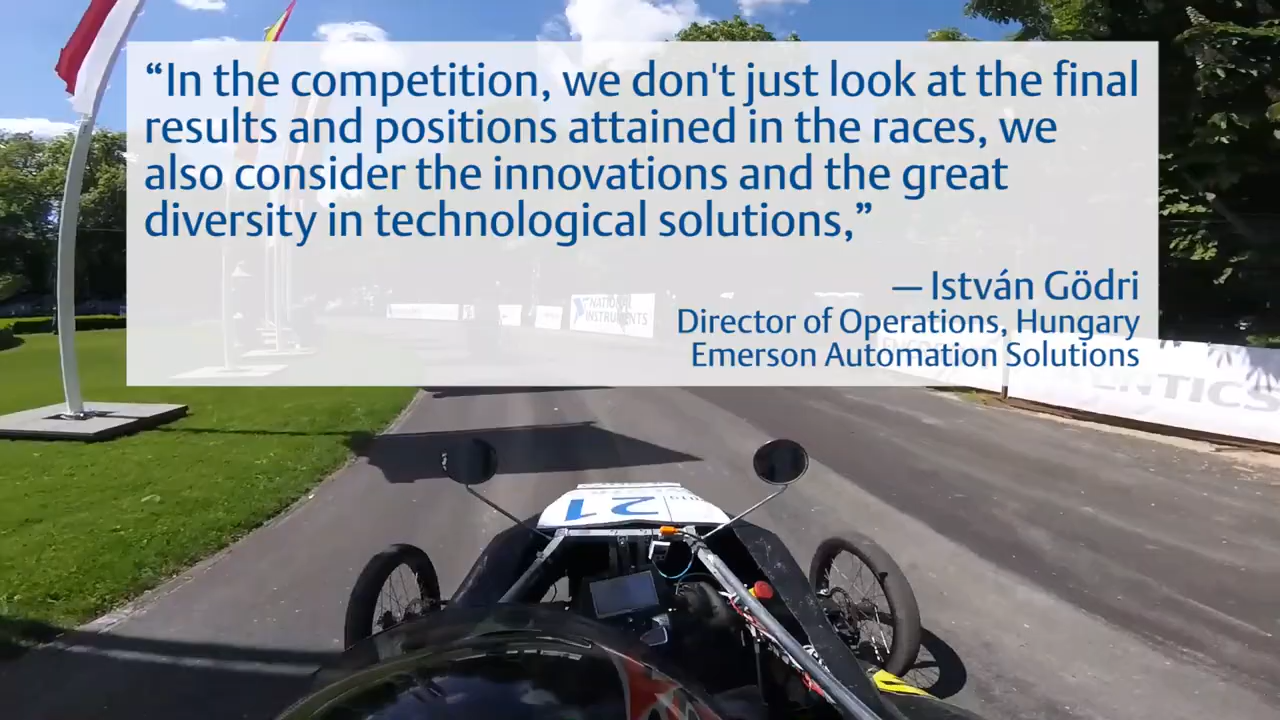 “In the competition, we don't just look at the final
results and positions attained in the races, we
also consider the innovations and the great
diversity in technological solutions,”
— István Gödri
Director of Operations, Hungary
Emerson Automation Solutions
NATIONAL
INSTRUMENTS
21